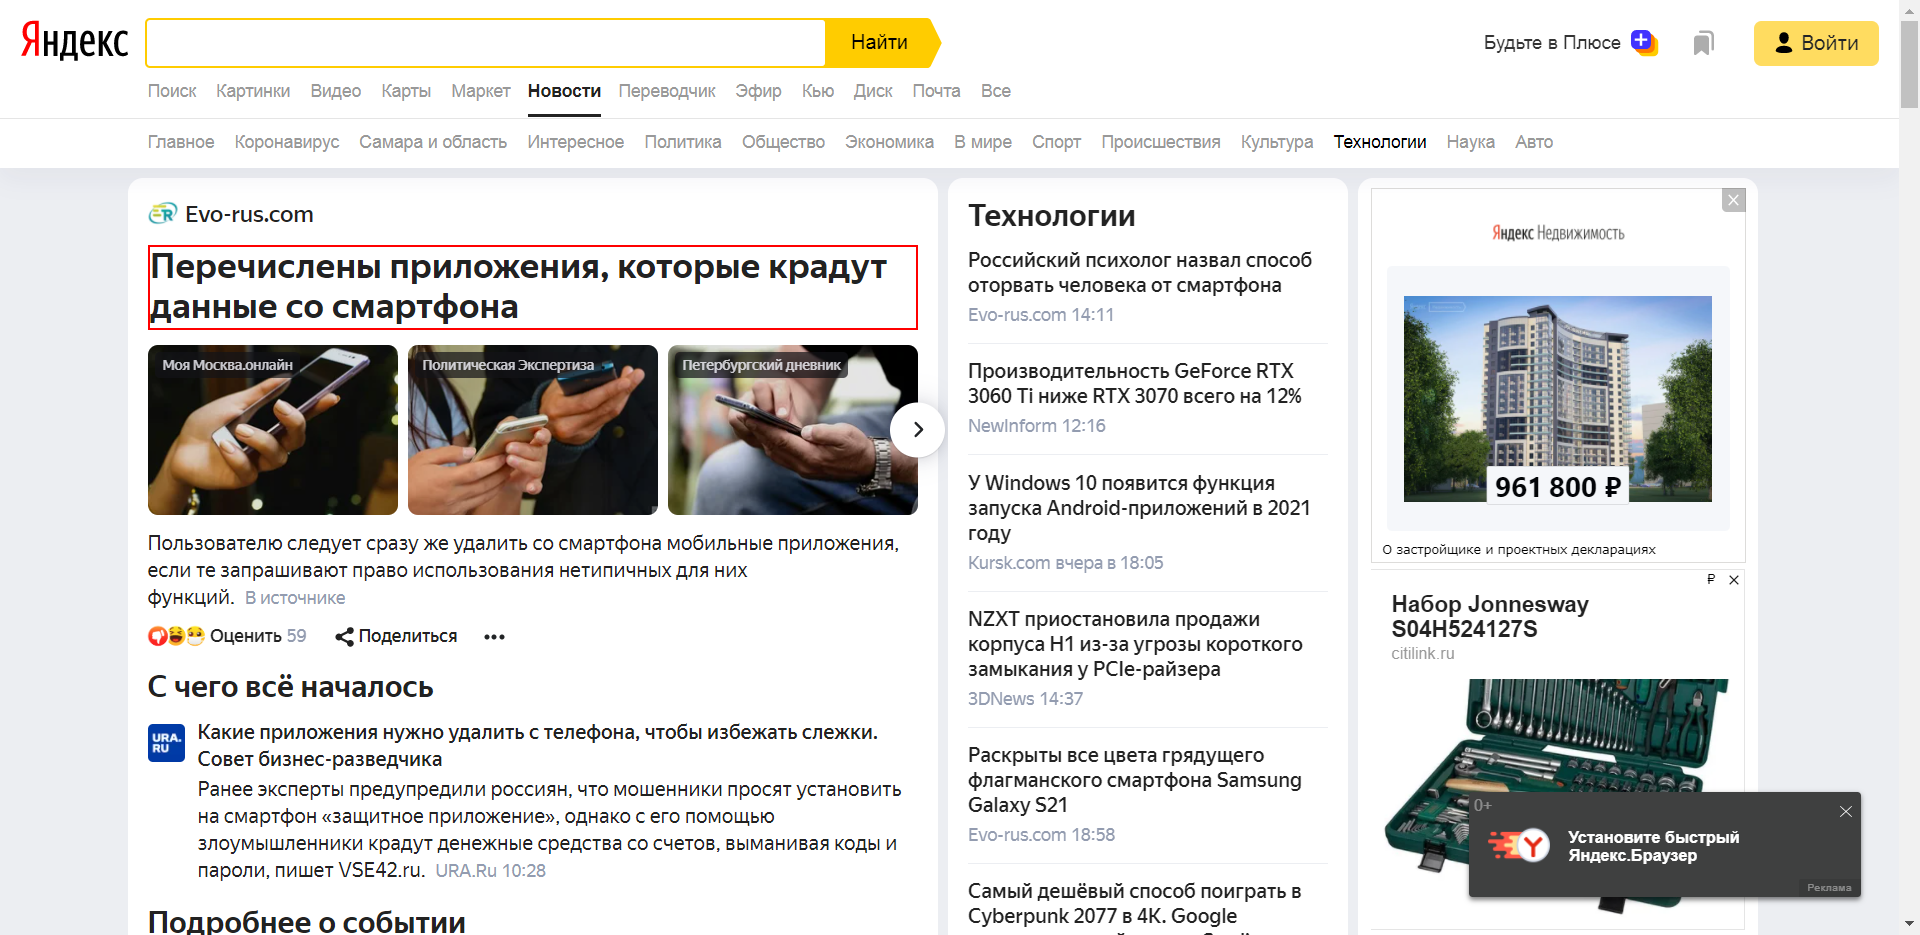 Яндекс
Найти
Будьте в Плюсе
Войти
Поиск Картинки Видео Карты Маркет Новости Переводчик Эфир Кью Диск Почта Все
Главное Коронавирус Самара и область Интересное Политика Общество Экономика В мире Спорт Происшествия Культура Технологии Наука Авто
Evo-rus.com
Перечислены приложения, которые крадут
данные со смартфона
Моя Москва.онлайн
Политическая Экспертиза
Петербургский дневник
Пользователю следует сразу же удалить со смартфона мобильные приложения,
если те запрашивают право использования нетипичных для них
функций. В источнике
Оценить 59 Поделиться
С чего всё началось
URA.
RU
Какие приложения нужно удалить с телефона, чтобы избежать слежки.
Совет бизнес-разведчика
Ранее эксперты предупредили россиян, что мошенники просят установить
на смартфон «защитное приложение», однако с его помощью
злоумышленники крадут денежные средства со счетов, выманивая коды и
пароли, пишет VSE42.ru. URA.Ru 10:28
Подробнее о событии
Технологии
Российский психолог назвал способ
оторвать человека от смартфона
Evo-rus.com 14:11
Производительность GeForce RTX
3060 Ti ниже RTX 3070 всего на 12%
NewInform 12:16
У Windows 10 появится функция
запуска Android-приложений в 2021
году
Kursk.com вчера в 18:05
NZXT приостановила продажи
корпуса H1 из-за угрозы короткого
замыкания у PCIe-райзера
3DNews 14:37
Раскрыты все цвета грядущего
флагманского смартфона Samsung
Galaxy S21
Evo-rus.com 18:58
Самый дешёвый способ поиграть в
Cyberpunk 2077 в 4K. Google
Яндекс Недвижимость
961 800 ₽
О застройщике и проектных декларациях
₽
Набор Jonnesway
S04H524127S
citilink.ru
0+
Установите быстрый
Яндекс.Браузер
Реклама